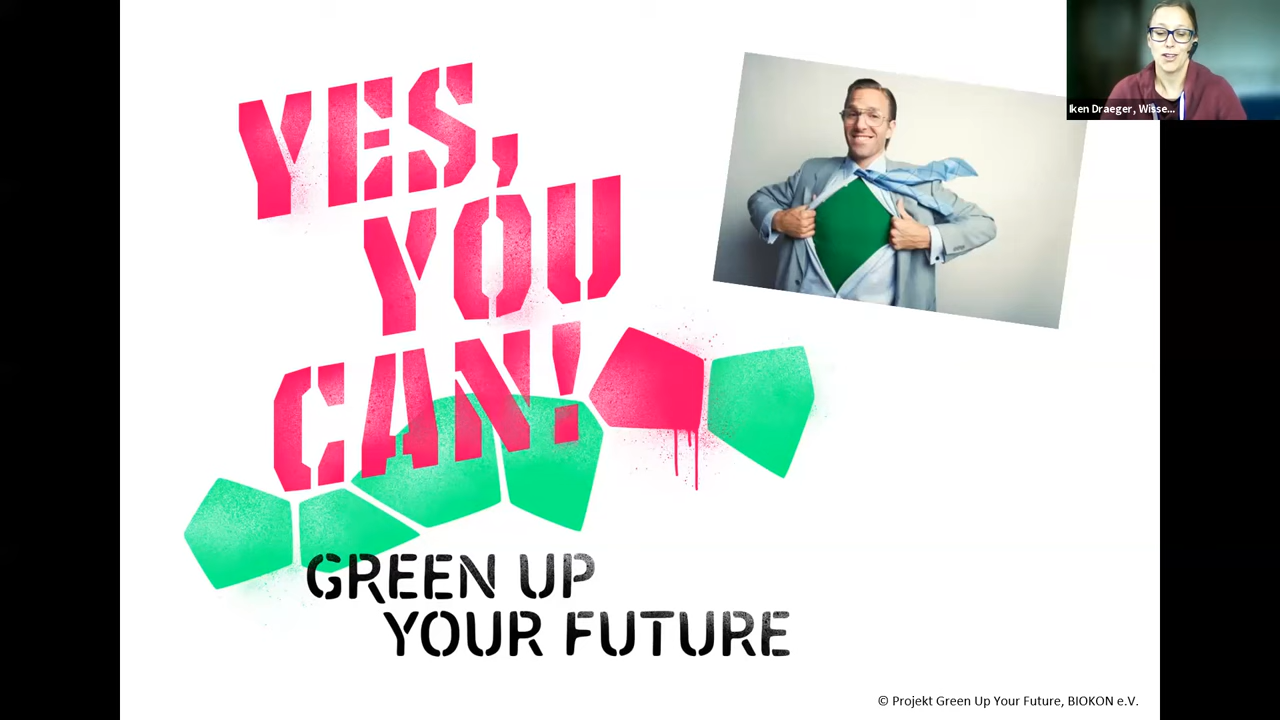 YES,
YOU
CAN!
GREEN UP
YOUR FUTURE
Iken Draeger, Wisse...
© Projekt Green Up Your Future, BIOKON e.V.